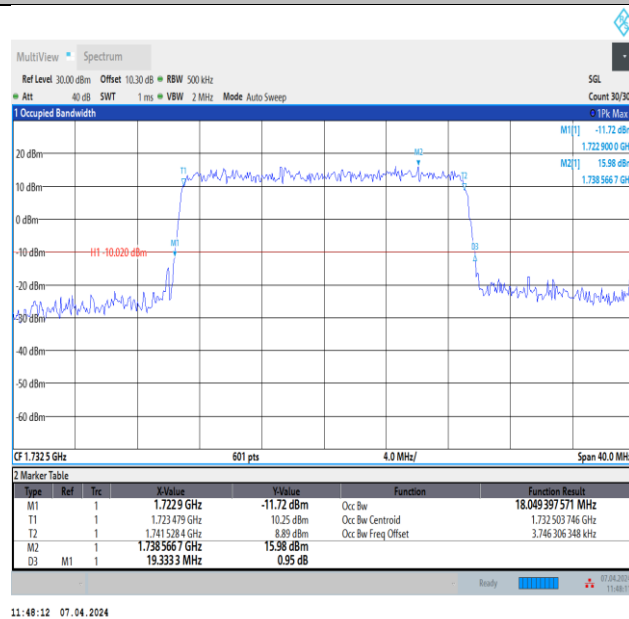 MultiView Spectrum
Ref Level 30.00 dBm Offset 10.30 dB RBW 500 kHz SGL
Att 40 dB SWT 1 ms VBW 2 MHz Mode Auto Sweep Count 30/30
1 Occupied Bandwidth 1Pk Max
M1[1] -11.72 dBm
1.722 900 0 GH
M2[1] 15.98 dBm
1.738 566 7 GH
20 dBm
M2
T1
T2
10 dBm
0 dBm
M1
D3
-10 dBm
H1 -10.020 dBm
-20 dBm
-30 dBm
-40 dBm
-50 dBm
-60 dBm
CF 1.732 5 GHz 601 pts 4.0 MHz/ Span 40.0 MHz
2 Marker Table
Type Ref Trc X-Value Y-Value Function Function Result
M1 1 1.722 9 GHz -11.72 dBm Occ Bw 18.049 397 571 MHz
T1 1 1.723 479 GHz 10.25 dBm Occ Bw Centroid 1.732 503 746 GHz
T2 1 1.741 528 4 GHz 8.89 dBm Occ Bw Freq Offset 3.746 306 348 kHz
M2 1 1.738 566 7 GHz 15.98 dBm
D3 M1 1 19.333 3 MHz 0.95 dB
Ready 07.04.202
11:48:1
11:48:12 07.04.2024